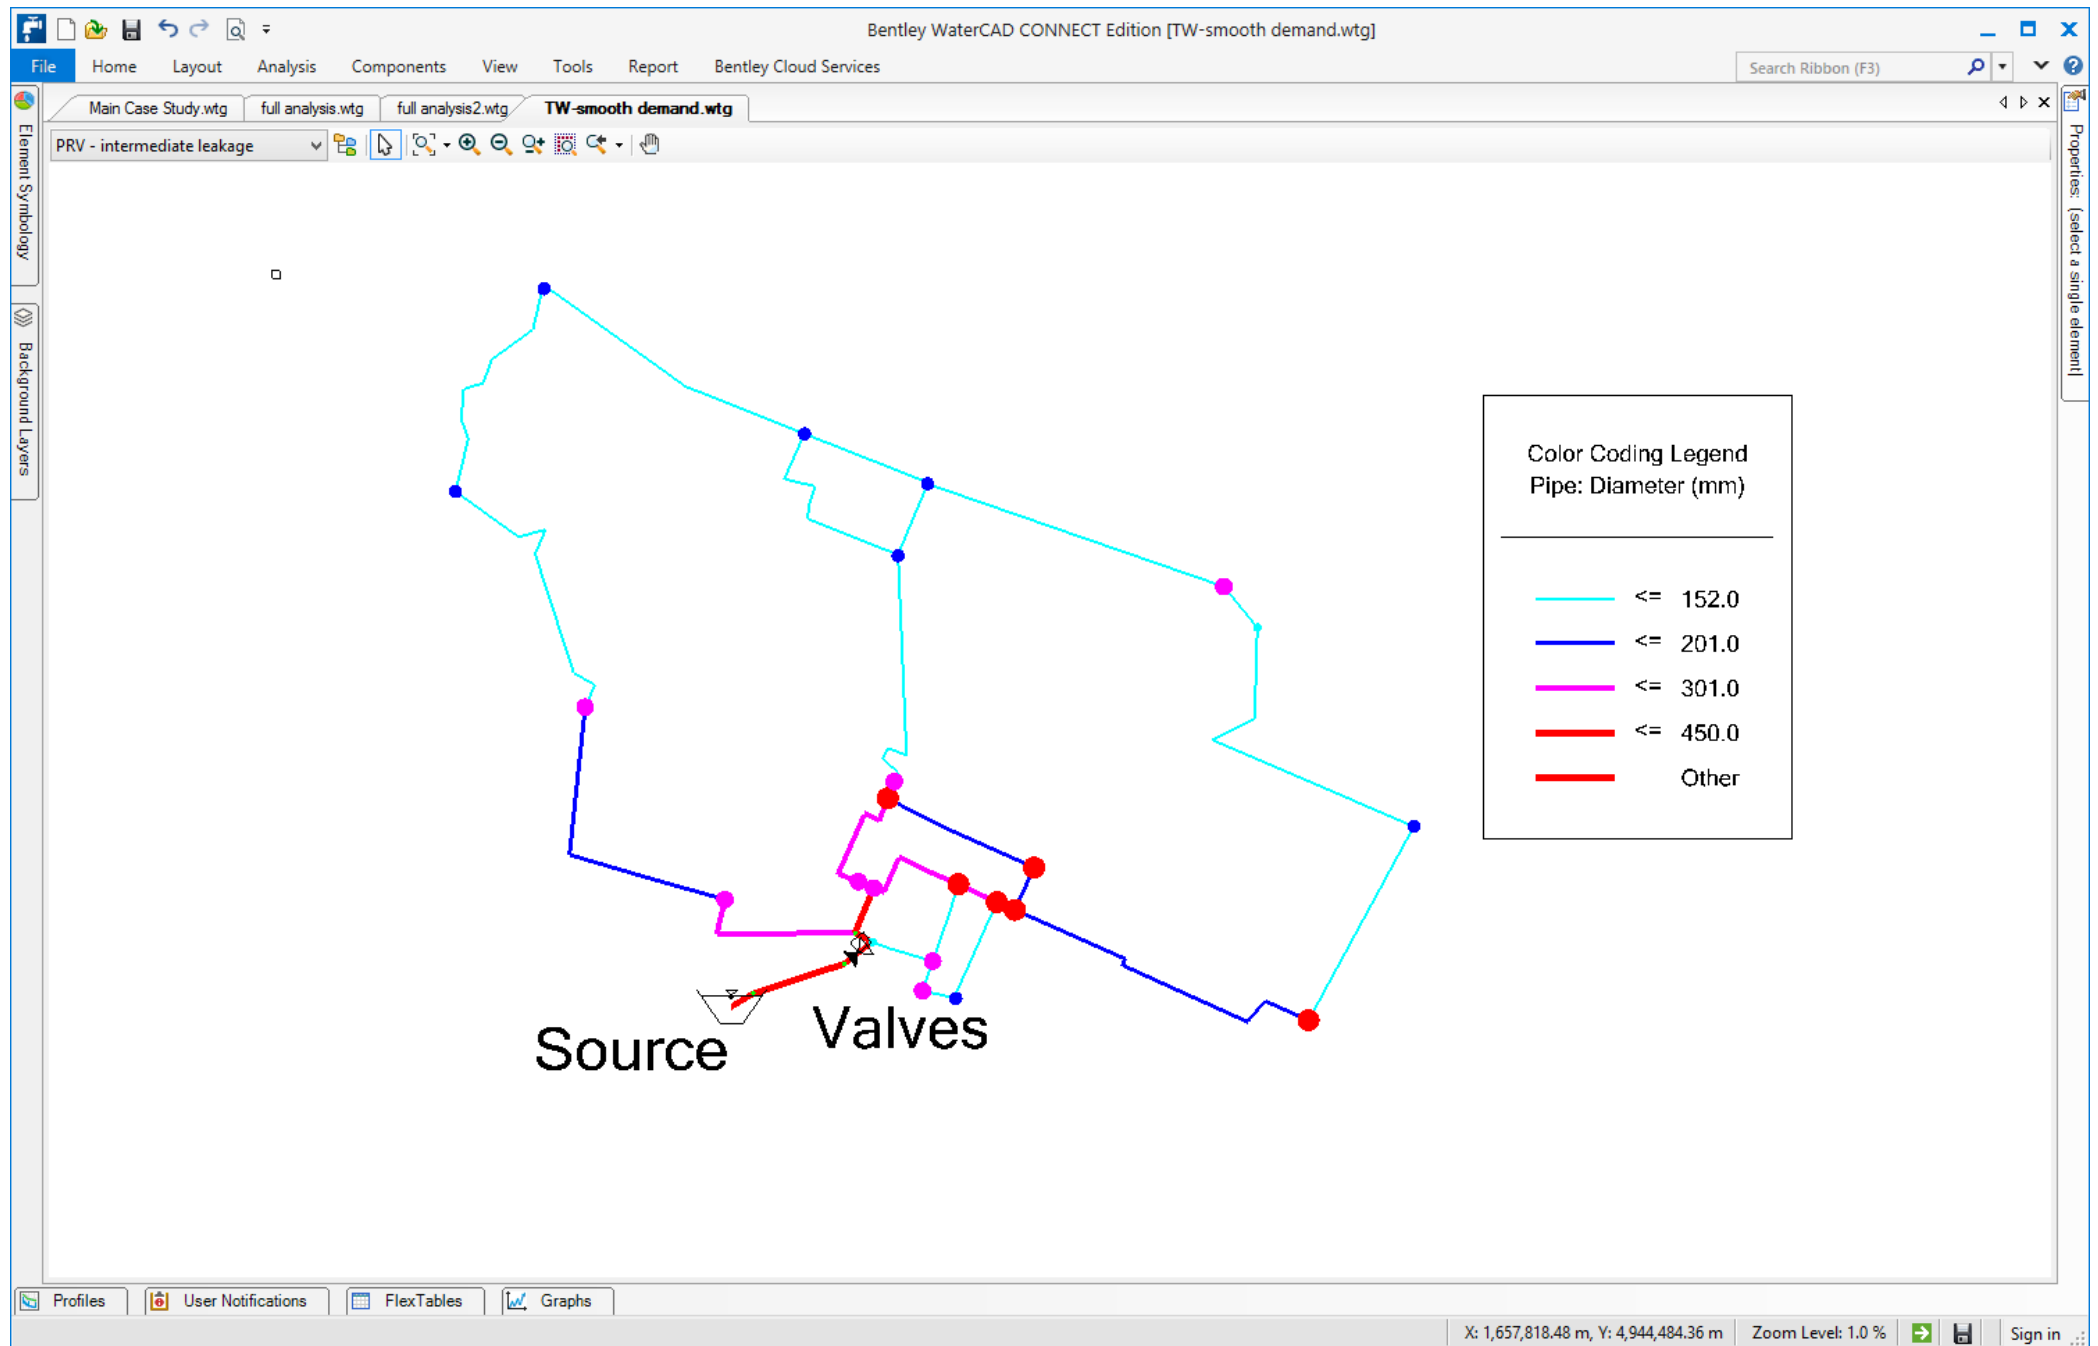 Bentley WaterCAD CONNECT Edition [TW-smooth demand.wtg]
File Home Layout Analysis Components View Tools Report Bentley Cloud Services Search Ribbon (F3)
Main Case Study.wtg full analysis.wtg full analysis2.wtg TW-smooth demand.wtg
PRV - intermediate leakage
Element Symbology
Background Layers
Properties: (select a single element)
Color Coding Legend
Pipe: Diameter (mm)
<= 152.0
<= 201.0
<= 301.0
<= 450.0
Other
Valves
Source
Profiles User Notifications FlexTables Graphs
X: 1,657,818.48 m, Y: 4,944,484.36 m Zoom Level: 1.0 % Sign in